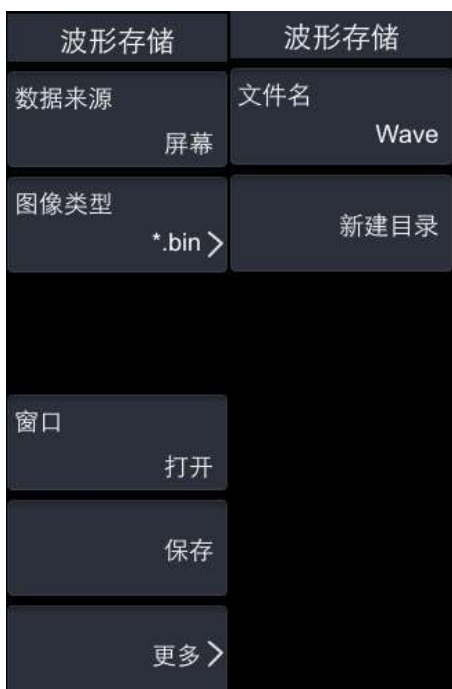 波形存储
数据来源
屏幕
图像类型
*.bin >
窗口
打开
保存
更多 >
波形存储
文件名
Wave
新建目录